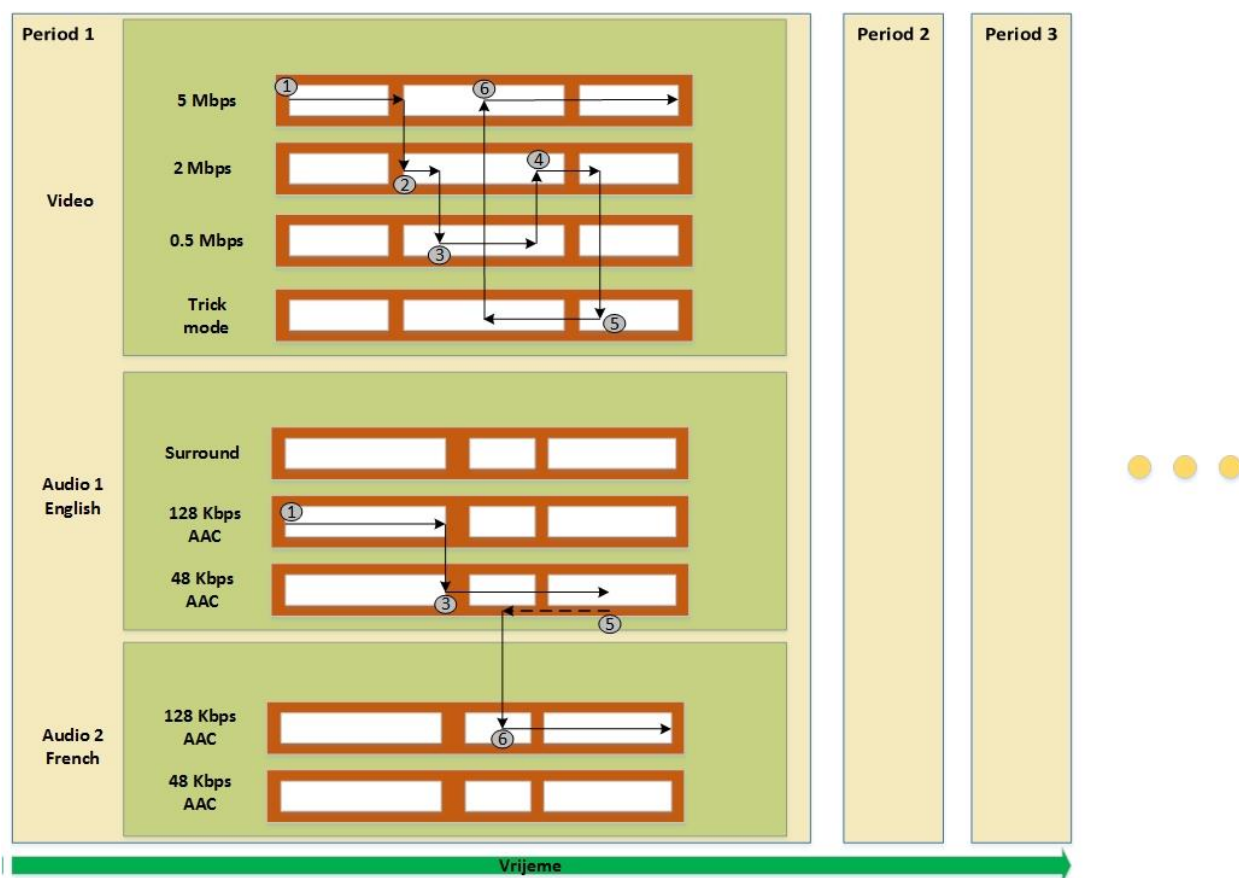 Period 1
Period 2
Period 3
Video
5 Mbps
1
6
2 Mbps
2
4
0.5 Mbps
3
Trick
mode
5
Audio 1
English
Surround
128 Kbps
AAC
1
48 Kbps
AAC
3
5
Audio 2
French
128 Kbps
AAC
6
48 Kbps
AAC
Vrijeme